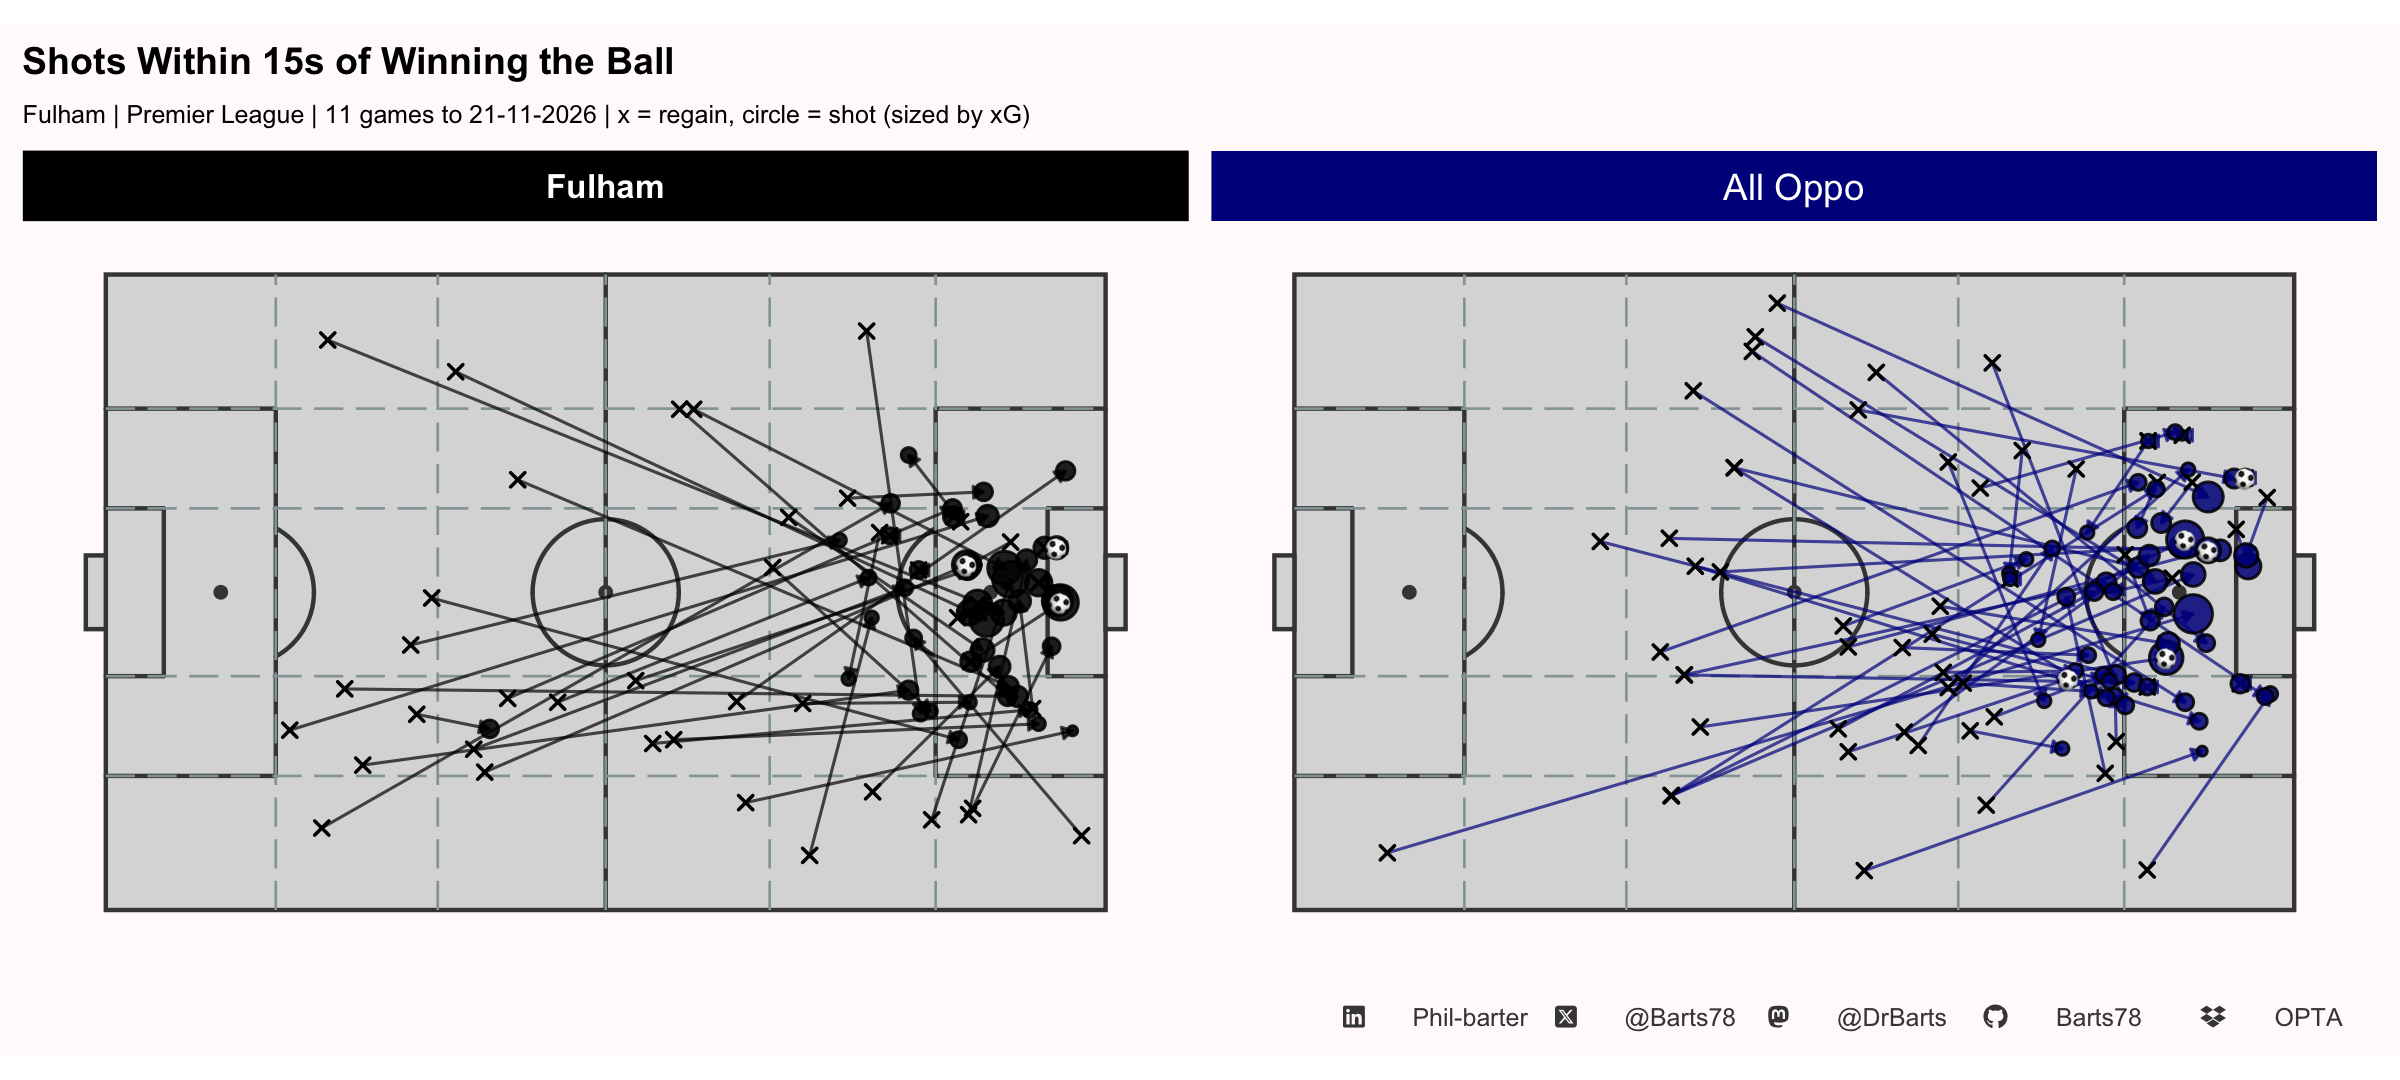 Shots Within 15s of Winning the Ball
Fulham | Premier League | 11 games to 21-11-2026 | x = regain, circle = shot (sized by xG)
Fulham
All Oppo
Phil-barter @Barts78 @DrBarts Barts78 OPTA